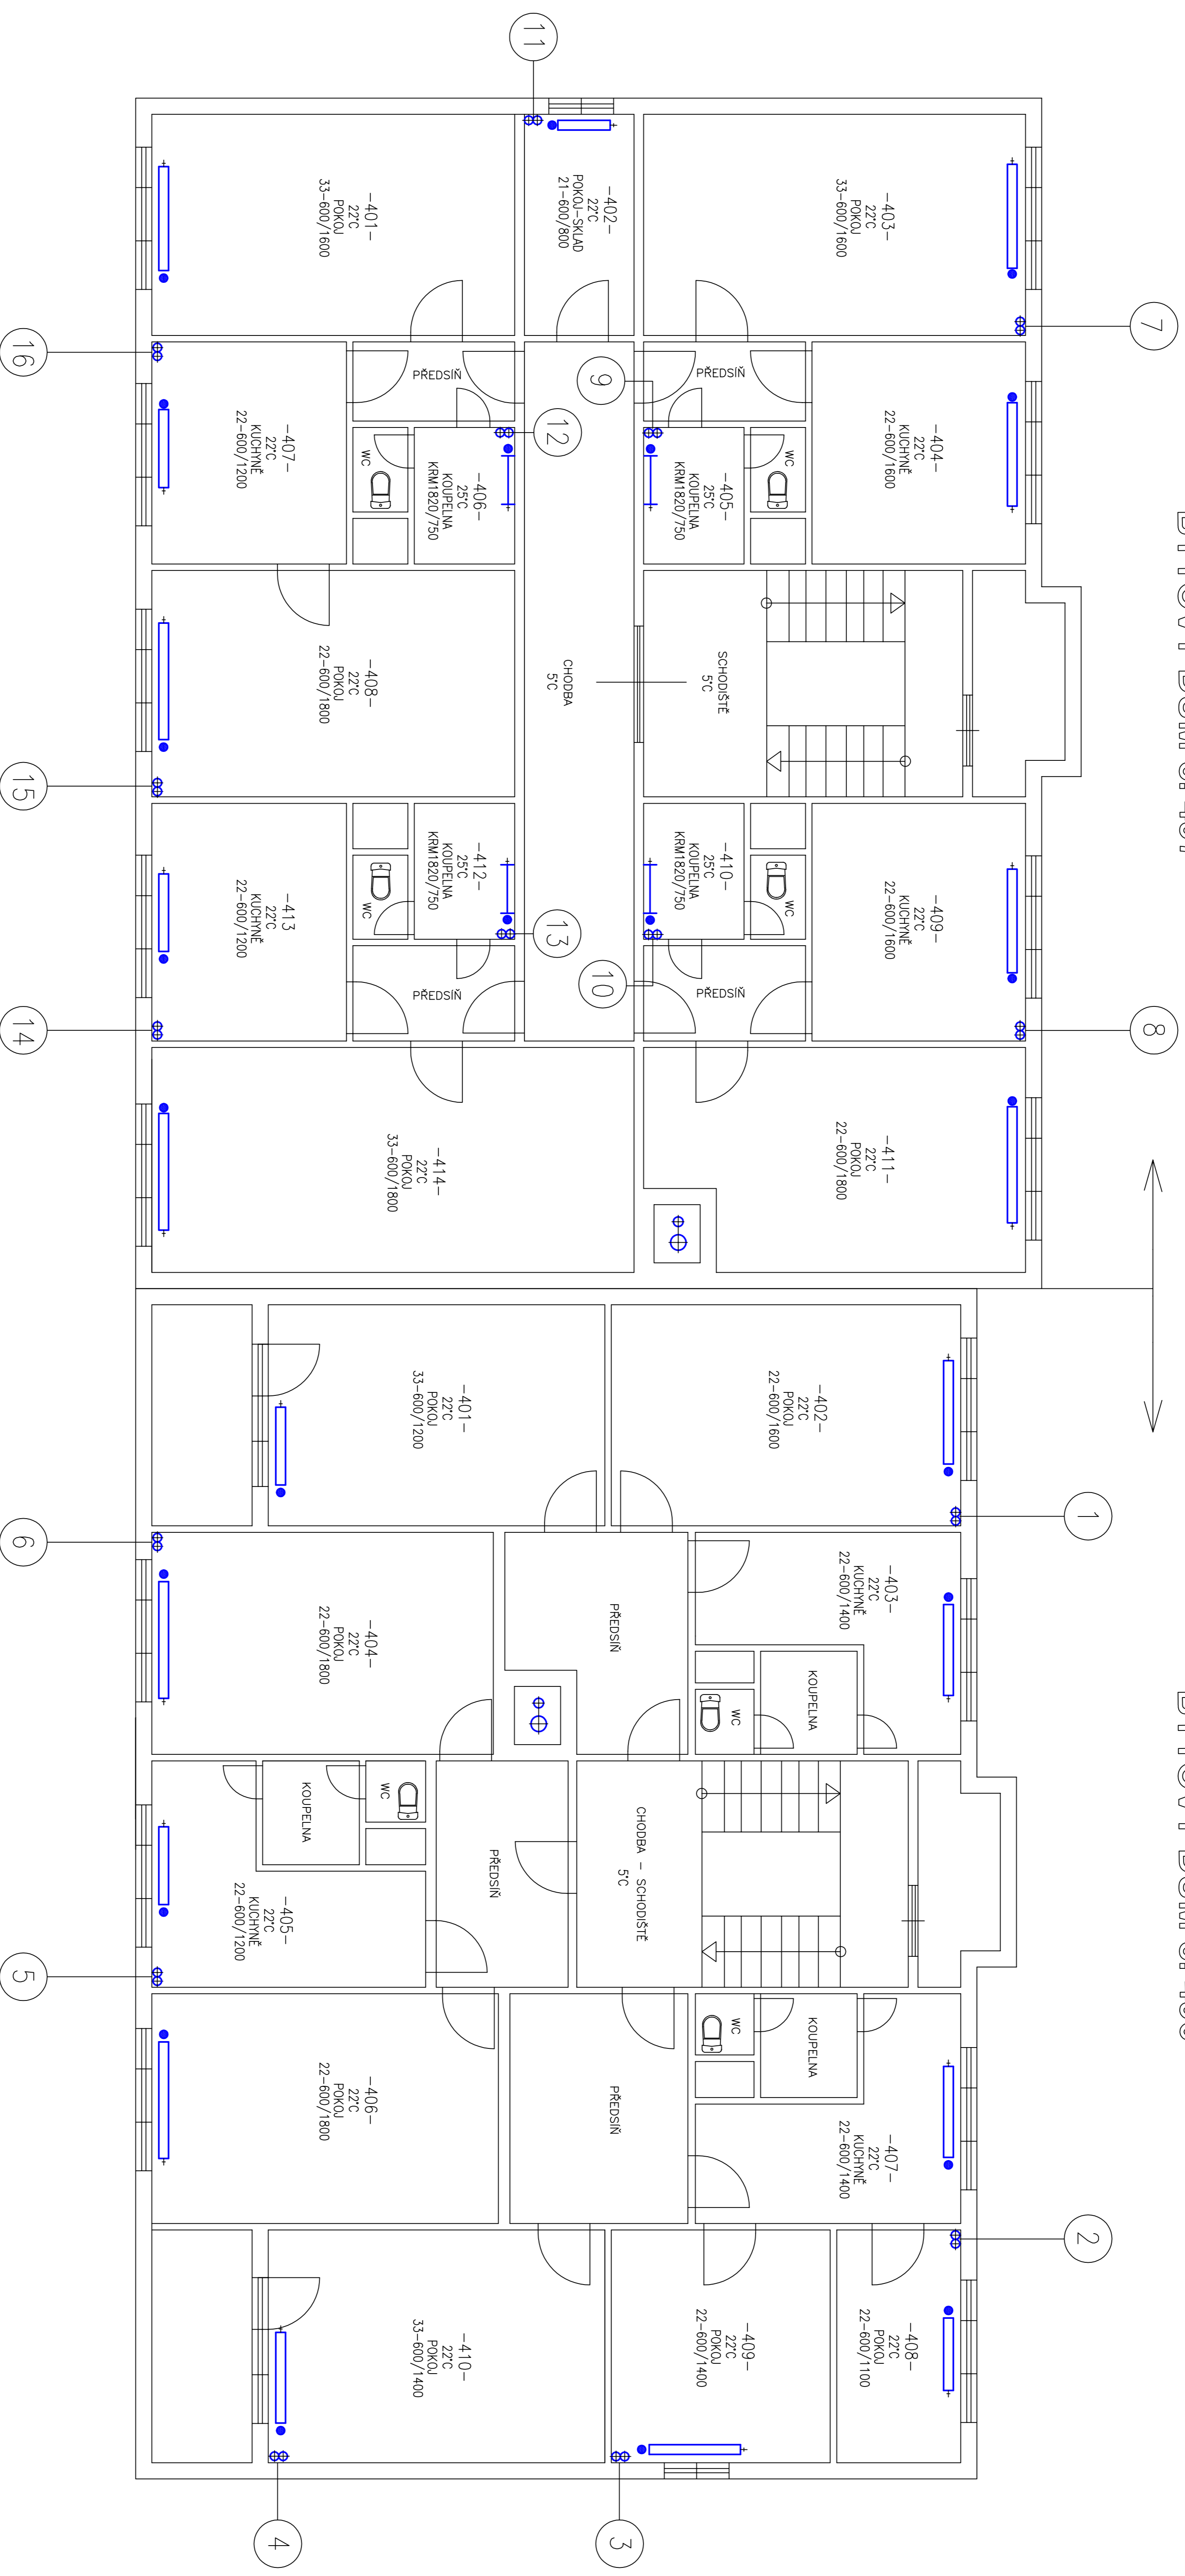 7
8
-403-
22°C
POKOJ
33-600/1600
-404-
22°C
KUCHYNĚ
22-600/1600
-409-
22°C
KUCHYNĚ
22-600/1600
-411-
22°C
POKOJ
22-600/1800
PŘEDSÍŇ
WC
SCHODIŠTĚ
5°C
WC
PŘEDSÍŇ
-405-
25°C
KOUPELNA
KRM1820/750
-410-
25°C
KOUPELNA
KRM1820/750
9
10
11
-402-
22°C
POKOJ-SKLAD
21-600/800
CHODBA
5°C
12
13
-406-
25°C
KOUPELNA
KRM1820/750
-412-
25°C
KOUPELNA
KRM1820/750
PŘEDSÍŇ
WC
WC
PŘEDSÍŇ
-401-
22°C
POKOJ
33-600/1600
-407-
22°C
KUCHYNĚ
22-600/1200
-408-
22°C
POKOJ
22-600/1800
-413
22°C
KUCHYNĚ
22-600/1200
-414-
22°C
POKOJ
33-600/1800
16
15
14
1
2
-402-
22°C
POKOJ
22-600/1600
-403-
22°C
KUCHYNĚ
22-600/1400
KOUPELNA
WC
KOUPELNA
WC
-407-
22°C
KUCHYNĚ
22-600/1400
-408-
22°C
POKOJ
22-600/1100
-409-
22°C
POKOJ
22-600/1400
PŘEDSÍŇ
CHODBA - SCHODIŠTĚ
5°C
PŘEDSÍŇ
3
-401-
22°C
POKOJ
33-600/1200
PŘEDSÍŇ
-410-
22°C
POKOJ
33-600/1400
-404-
22°C
POKOJ
22-600/1800
WC
KOUPELNA
-405-
22°C
KUCHYNĚ
22-600/1200
-406-
22°C
POKOJ
22-600/1800
4
6
5